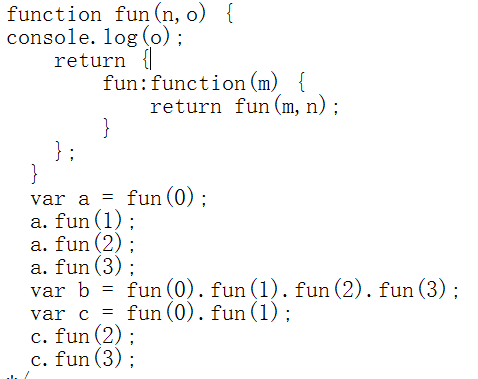 function fun(n,o) {
console.log(o);
    return {
        fun:function(m) {
            return fun(m,n);
        }
    };
  }
  var a = fun(0);
  a.fun(1);
  a.fun(2);
  a.fun(3);
  var b = fun(0).fun(1).fun(2).fun(3);
  var c = fun(0).fun(1);
  c.fun(2);
  c.fun(3);